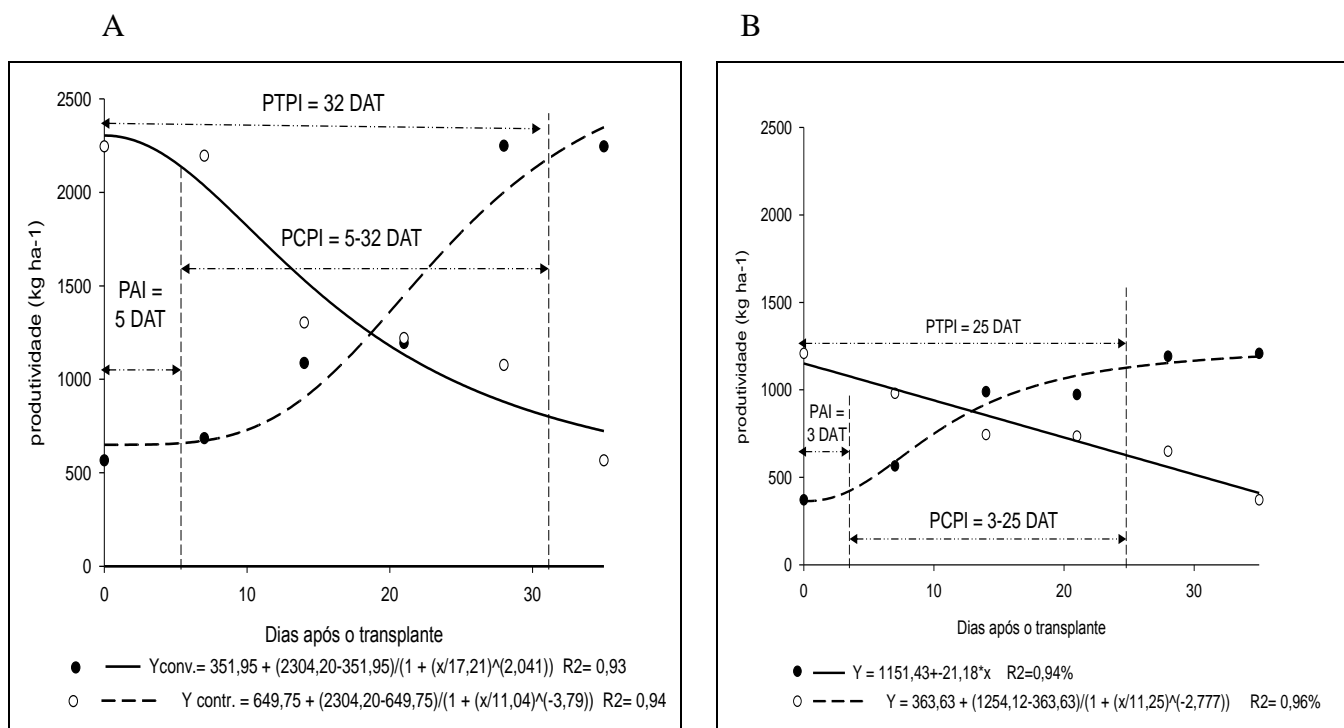 A
B
produtividade (kg ha-1)
2500
2000
1500
1000
500
0
PTPI = 32 DAT
PCPI = 5-32 DAT
PAI =
5 DAT
0 10 20 30
Dias após o transplante
Yconv.= 351,95 + (2304,20-351,95)/(1 + (x/17,21)^(2,041)) R2= 0,93
Y contr. = 649,75 + (2304,20-649,75)/(1 + (x/11,04)^(-3,79)) R2= 0,94
produtividade (kg ha-1)
2500
2000
1500
1000
500
0
PTPI = 25 DAT
PAI =
3 DAT
PCPI = 3-25 DAT
0 10 20 30
Dias após o transplante
Y = 1151,43+-21,18*x R2=0,94%
Y = 363,63 + (1254,12-363,63)/(1 + (x/11,25)^(-2,777)) R2= 0,96%